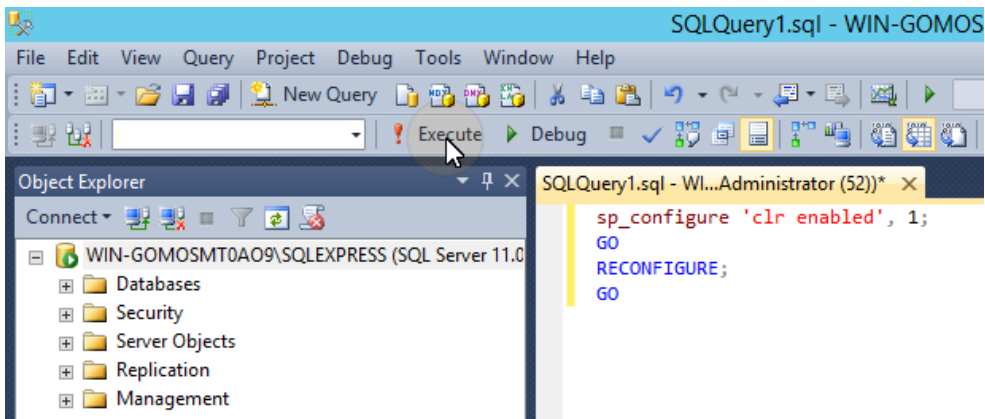 SQLQuery1.sql - WIN-GOMOS
File Edit View Query Project Debug Tools Window Help
New Query
Execute Debug
Object Explorer
SQLQuery1.sql - WI...Administrator (52))*
Connect
sp_configure 'clr enabled', 1;
GO
RECONFIGURE;
GO
WIN-GOMOSMT0AO9\SQLEXPRESS (SQL Server 11.0
Databases
Security
Server Objects
Replication
Management